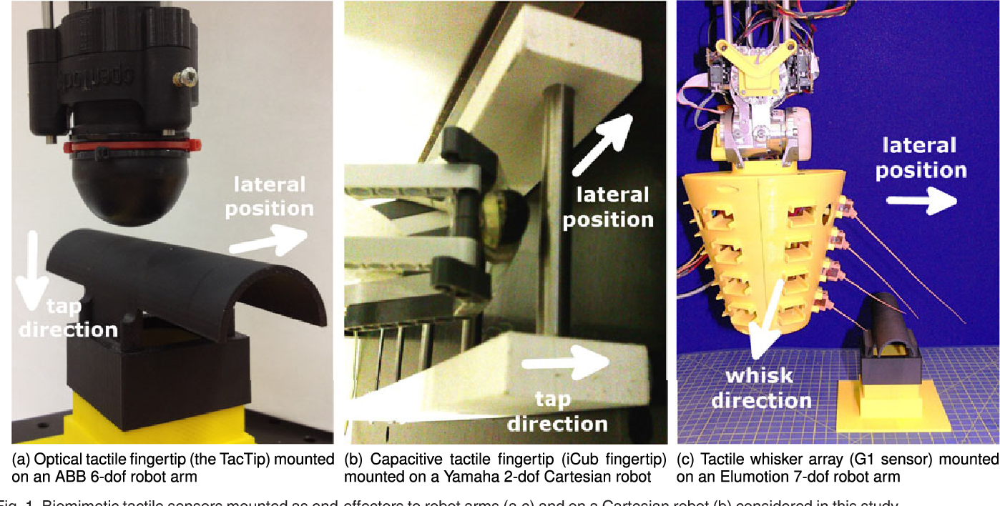 lateral
position
tap
direction
lateral
position
tap
direction
lateral
position
whisk
direction
(a) Optical tactile fingertip (the TacTip) mounted
on an ABB 6-dof robot arm
(b) Capacitive tactile fingertip (iCub fingertip)
mounted on a Yamaha 2-dof Cartesian robot
(c) Tactile whisker array (G1 sensor) mounted
on an Elumotion 7-dof robot arm
Fig. 1. Biomimetic tactile sensors mounted as end-effectors to robot arms (a,c) and on a Cartesian robot (b) considered in this study